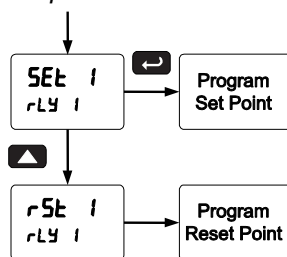 SEt 1
rLY 1
Program
Set Point
rSt 1
rLY 1
Program
Reset Point